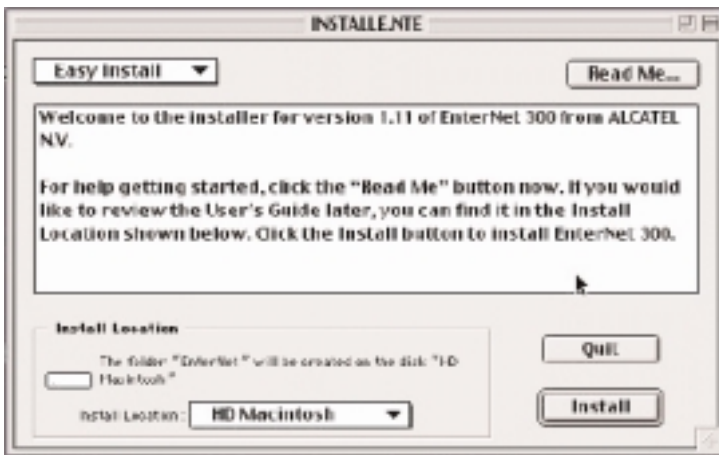 INSTALLE.NTE
Easy Install
Read Me...
Welcome to the installer for version 1.11 of EnterNet 300 from ALCATEL
N.V.
For help getting started, click the "Read Me" button now. If you would
like to review the User's Guide later, you can find it in the Install
Location shown below. Click the Install button to install EnterNet 300.
Install Location
The folder "EnterNet" will be created on the disk "HD
Macintosh"
Install Location:
HD Macintosh
Quit
Install